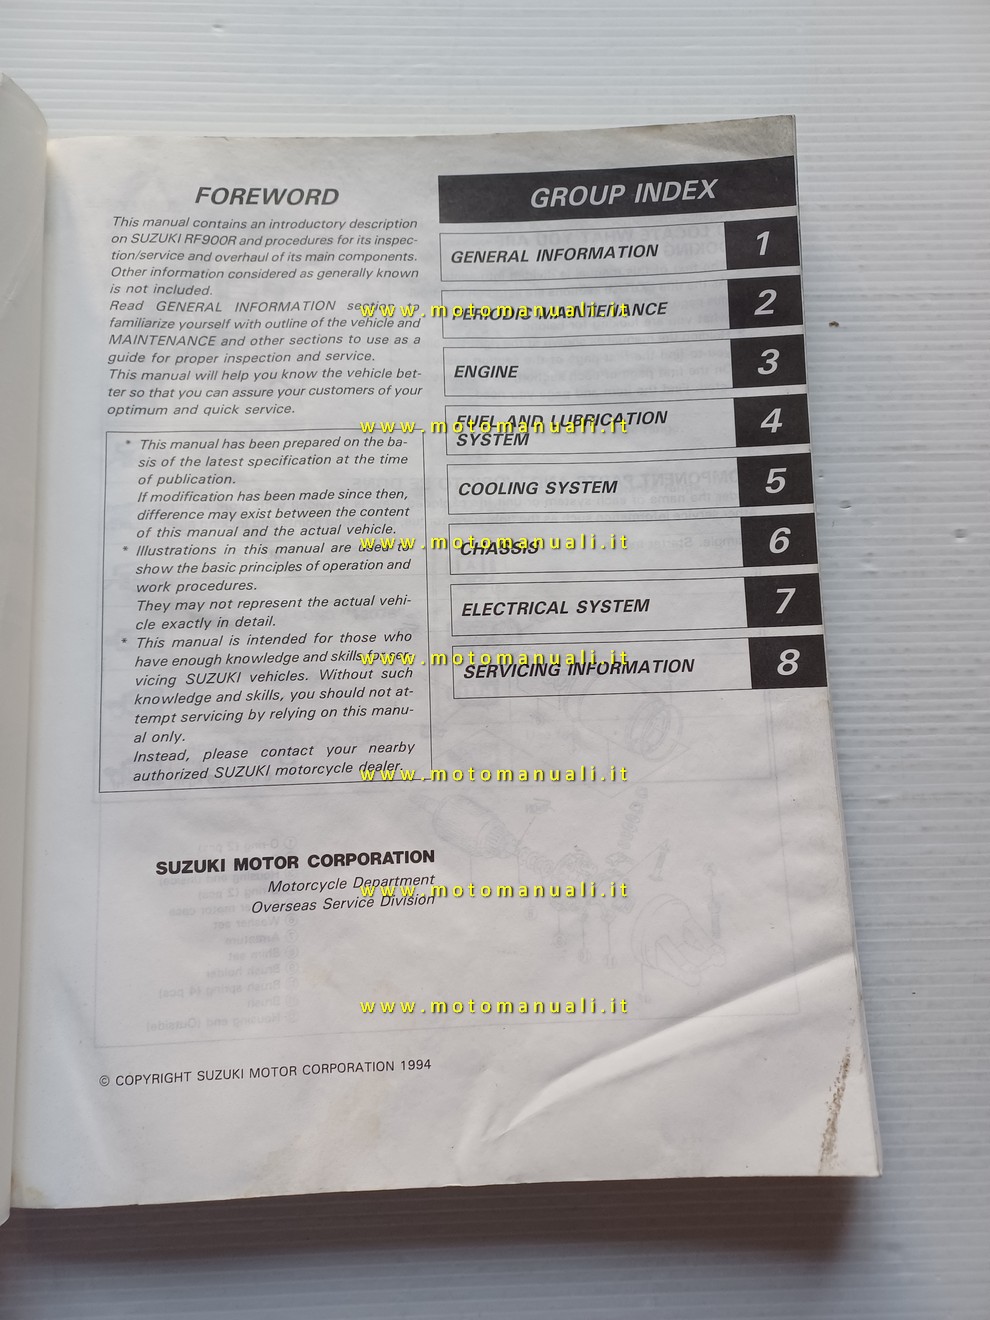 FOREWORD
This manual contains an introductory description
on SUZUKI RF900R and procedures for its inspec-
tion/service and overhaul of its main components.
Other information considered as generally known
is not included.
Read GENERAL INFORMATION section to
familiarize yourself with outline of the vehicle and
MAINTENANCE and other sections to use as a
guide for proper inspection and service.
This manual will help you know the vehicle bet-
ter so that you can assure your customers of your
optimum and quick service.
* This manual has been prepared on the ba-
sis of the latest specification at the time
of publication.
If modification has been made since then,
difference may exist between the content
of this manual and the actual vehicle.
* Illustrations in this manual are used to
show the basic principles of operation and
work procedures.
They may not represent the actual vehi-
cle exactly in detail.
* This manual is intended for those who
have enough knowledge and skills for ser-
vicing SUZUKI vehicles. Without such
knowledge and skills, you should not at-
tempt servicing by relying on this manu-
al only.
Instead, please contact your nearby
authorized SUZUKI motorcycle dealer.
SUZUKI MOTOR CORPORATION
Motorcycle Department
Overseas Service Division
© COPYRIGHT SUZUKI MOTOR CORPORATION 1994
GROUP INDEX
GENERAL INFORMATION 1
PERIODIC MAINTENANCE 2
ENGINE 3
FUEL AND LUBRICATION
SYSTEM 4
COOLING SYSTEM 5
CHASSIS 6
ELECTRICAL SYSTEM 7
SERVICING INFORMATION 8
www.motomanuali.it
www.motomanuali.it
www.motomanuali.it
www.motomanuali.it
www.motomanuali.it
www.motomanuali.it
www.motomanuali.it